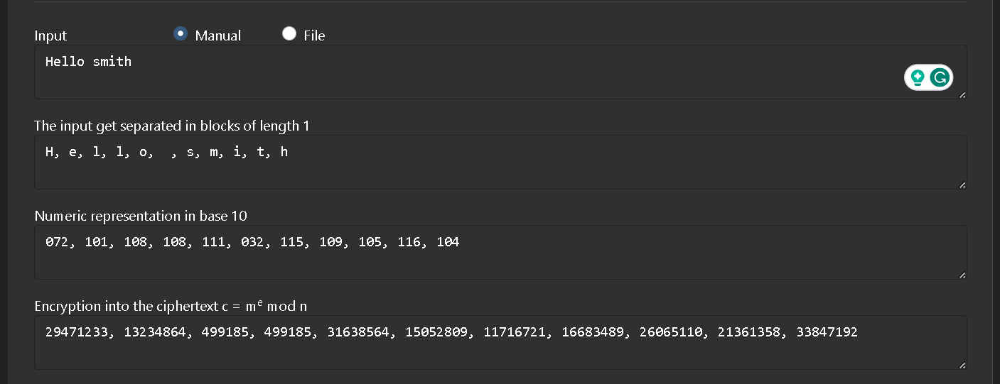 Input Manual File
Hello smith
The input get separated in blocks of length 1
H, e, l, l, o,  , s, m, i, t, h
Numeric representation in base 10
072, 101, 108, 108, 111, 032, 115, 109, 105, 116, 104
Encryption into the ciphertext c = mᵉ mod n
29471233, 13234864, 499185, 499185, 31638564, 15052809, 11716721, 16683489, 26065110, 21361358, 33847192